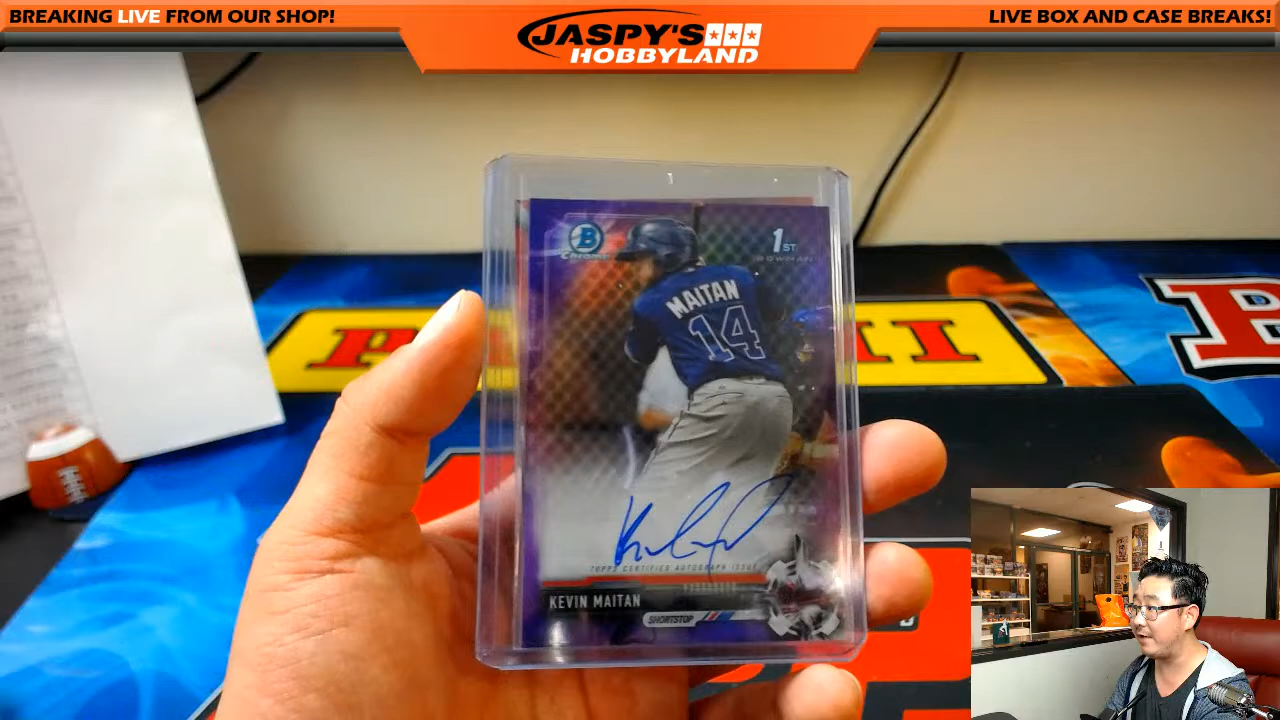 BREAKING LIVE FROM OUR SHOP!
JASPY'S
HOBBYLAND
LIVE BOX AND CASE BREAKS!
B
Chrome
1ST
BOWMAN
MAITAN
14
TOPPS CERTIFIED AUTOGRAPH ISSUE
KEVIN MAITAN
SHORTSTOP